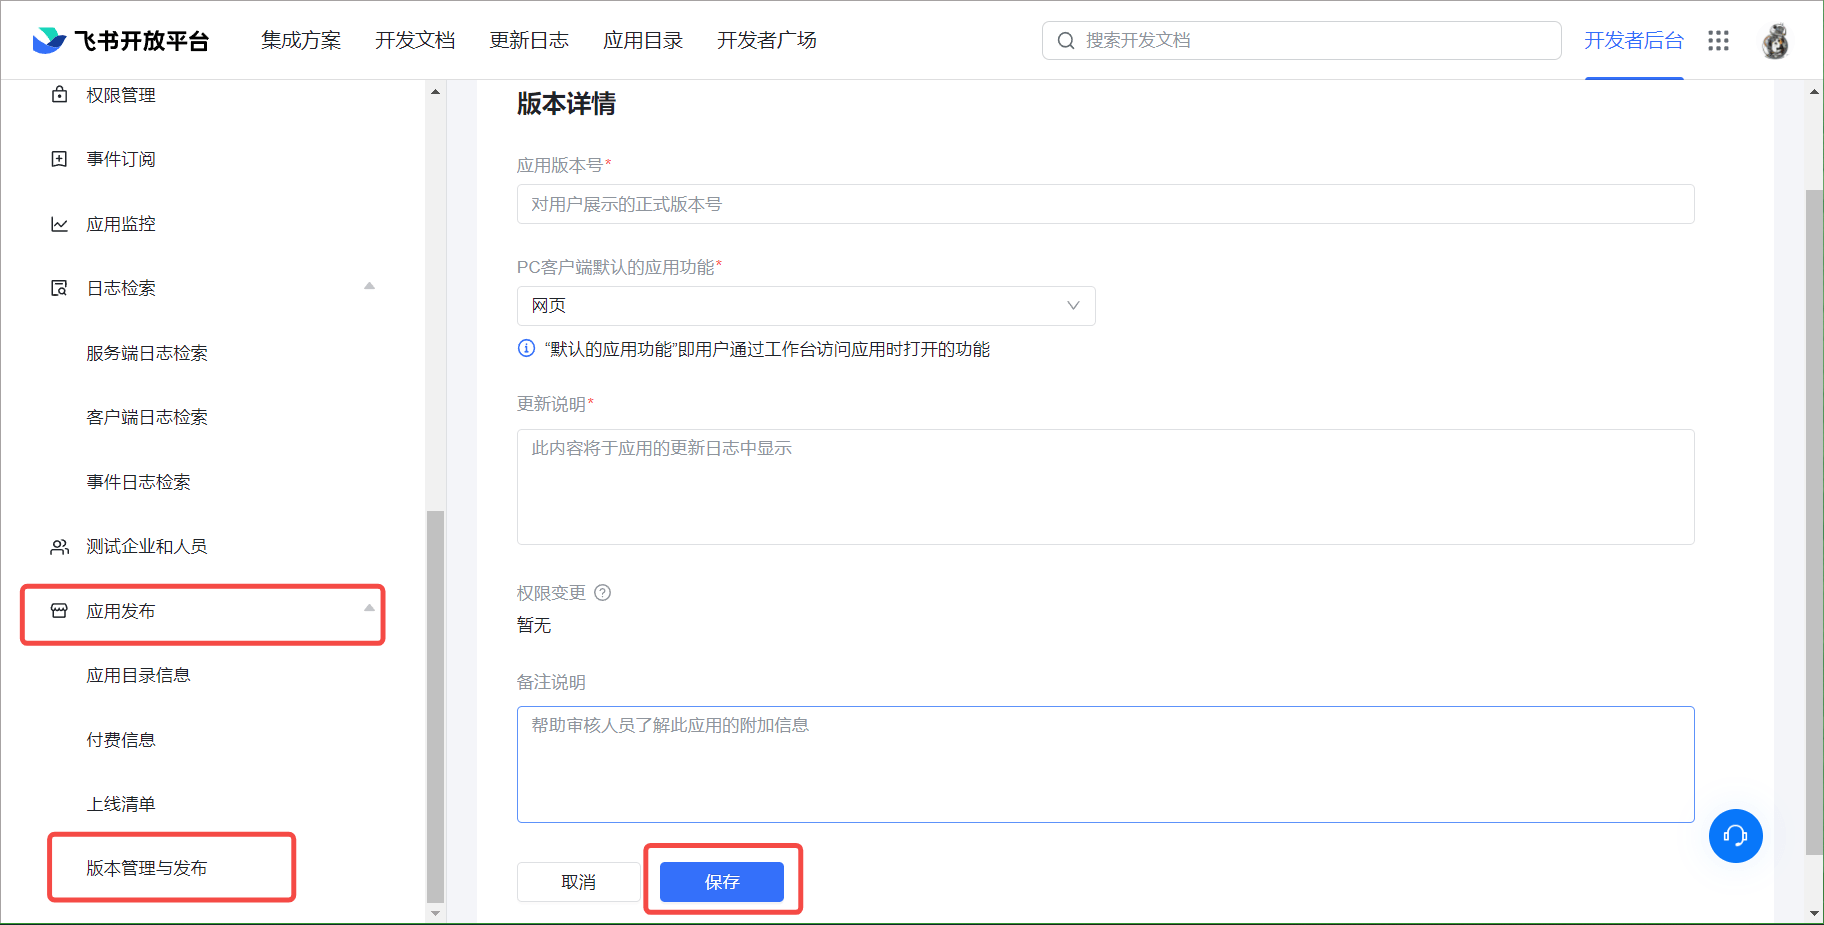 飞书开放平台
集成方案
开发文档
更新日志
应用目录
开发者广场
搜索开发文档
开发者后台
权限管理
事件订阅
应用监控
日志检索
服务端日志检索
客户端日志检索
事件日志检索
测试企业和人员
应用发布
应用目录信息
付费信息
上线清单
版本管理与发布
版本详情
应用版本号*
对用户展示的正式版本号
PC客户端默认的应用功能*
网页
“默认的应用功能”即用户通过工作台访问应用时打开的功能
更新说明*
此内容将于应用的更新日志中显示
权限变更
暂无
备注说明
帮助审核人员了解此应用的附加信息
取消
保存